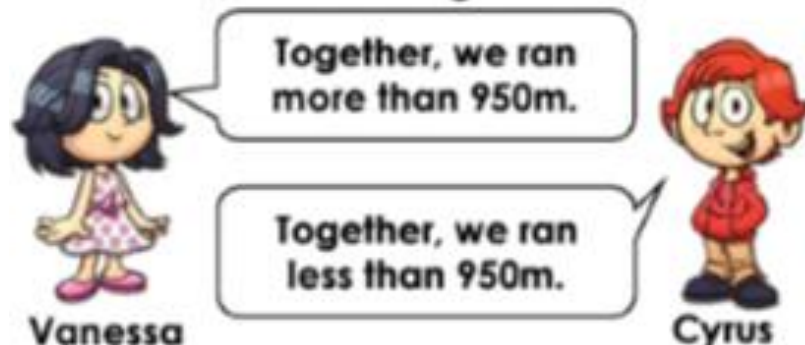 Together, we ran
more than 950m.
Together, we ran
less than 950m.
Vanessa
Cyrus